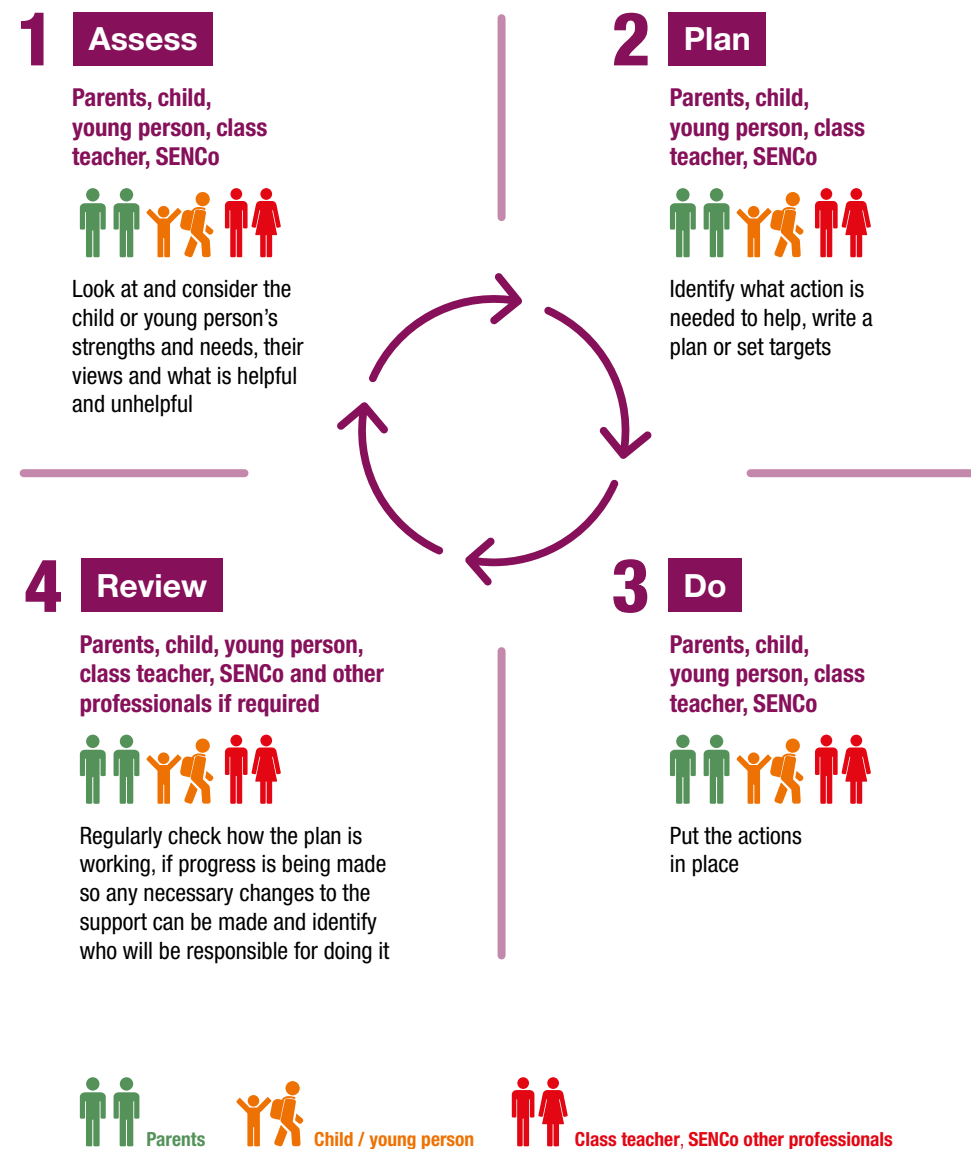 1 Assess
Parents, child,
young person, class
teacher, SENCo
Look at and consider the
child or young person's
strengths and needs, their
views and what is helpful
and unhelpful
2 Plan
Parents, child,
young person, class
teacher, SENCo
Identify what action is
needed to help, write a
plan or set targets
3 Do
Parents, child,
young person, class
teacher, SENCo
Put the actions
in place
4 Review
Parents, child, young person,
class teacher, SENCo and other
professionals if required
Regularly check how the plan is
working, if progress is being made
so any necessary changes to the
support can be made and identify
who will be responsible for doing it
Parents
Child / young person
Class teacher, SENCo other professionals